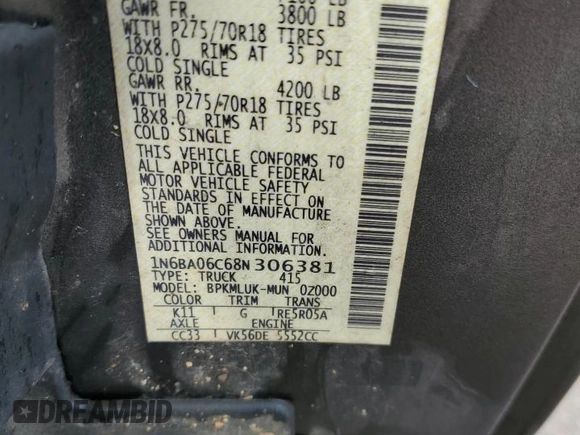 GAWR FR. 3800 LB
WITH P275/70R18 TIRES
18X8.0 RIMS AT 35 PSI
COLD SINGLE
GAWR RR. 4200 LB
WITH P275/70R18 TIRES
18X8.0 RIMS AT 35 PSI
COLD SINGLE
THIS VEHICLE CONFORMS TO
ALL APPLICABLE FEDERAL
MOTOR VEHICLE SAFETY
STANDARDS IN EFFECT ON
THE DATE OF MANUFACTURE
SHOWN ABOVE.
SEE OWNERS MANUAL FOR
ADDITIONAL INFORMATION.
1N6BA06C68N306381
TYPE: TRUCK 415
MODEL: BPKMLUK-MUN 0Z000
COLOR TRIM TRANS
K11 G RE5R05A
AXLE ENGINE
CC33 VK56DE 5552CC
DREAMBID